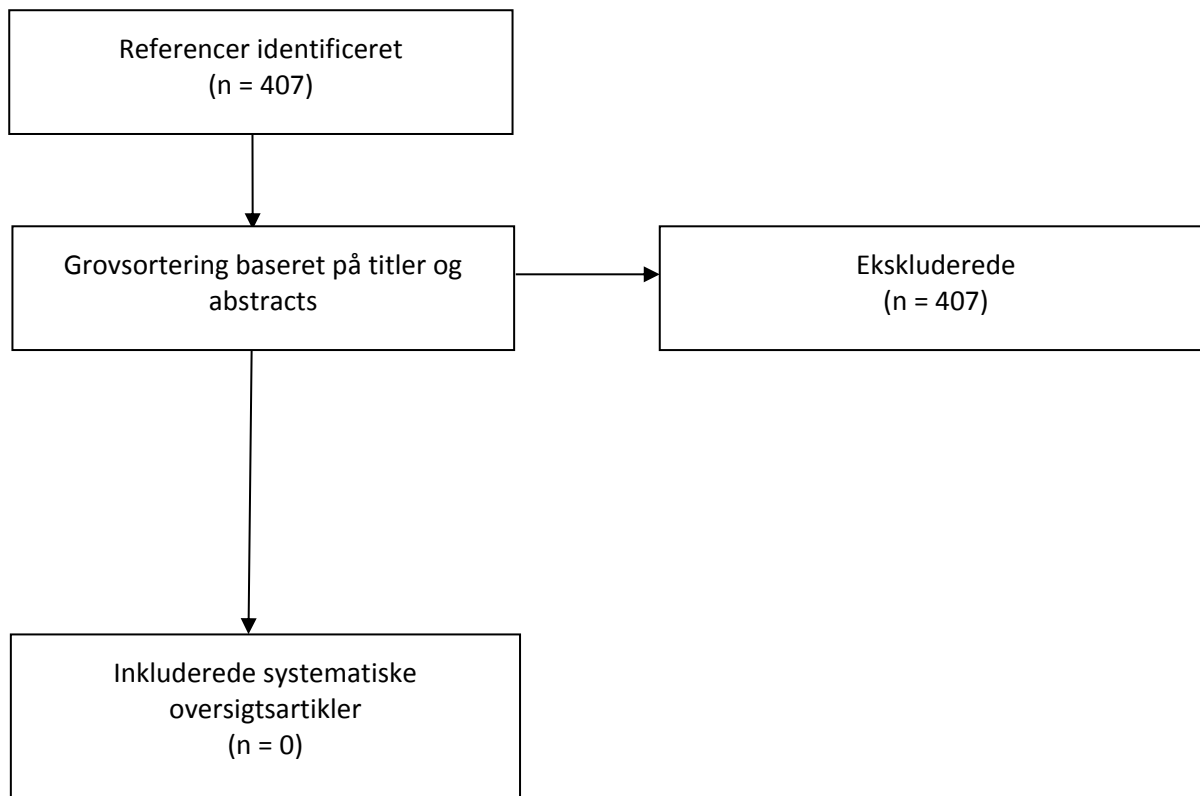 Referencer identificeret
(n = 407)
Grovsortering baseret på titler og
abstracts
Ekskluderede
(n = 407)
Inkluderede systematiske
oversigtsartikler
(n = 0)